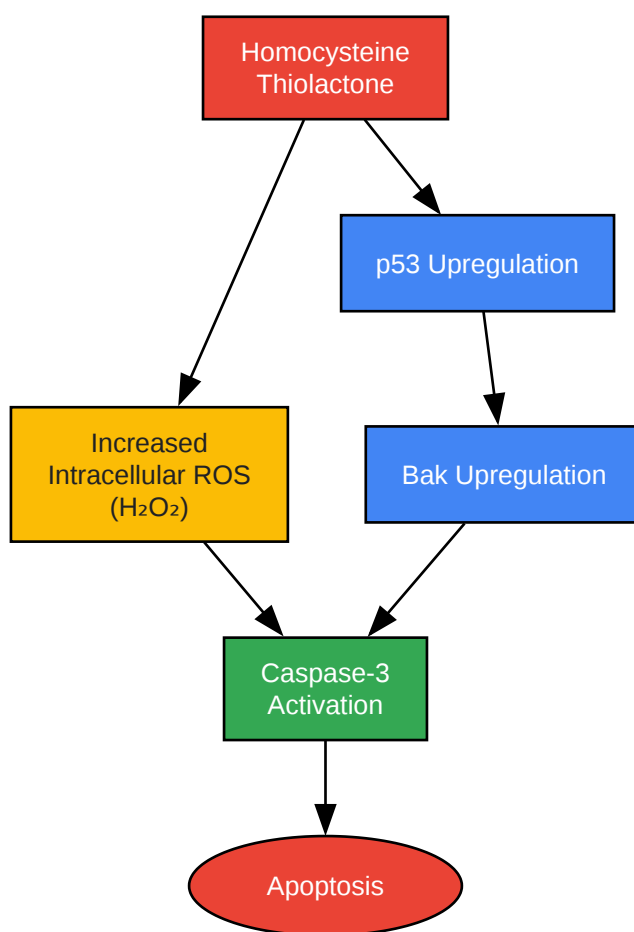 Homocysteine
Thiolactone
p53 Upregulation
Increased
Intracellular ROS
(H₂O₂)
Bak Upregulation
Caspase-3
Activation
Apoptosis